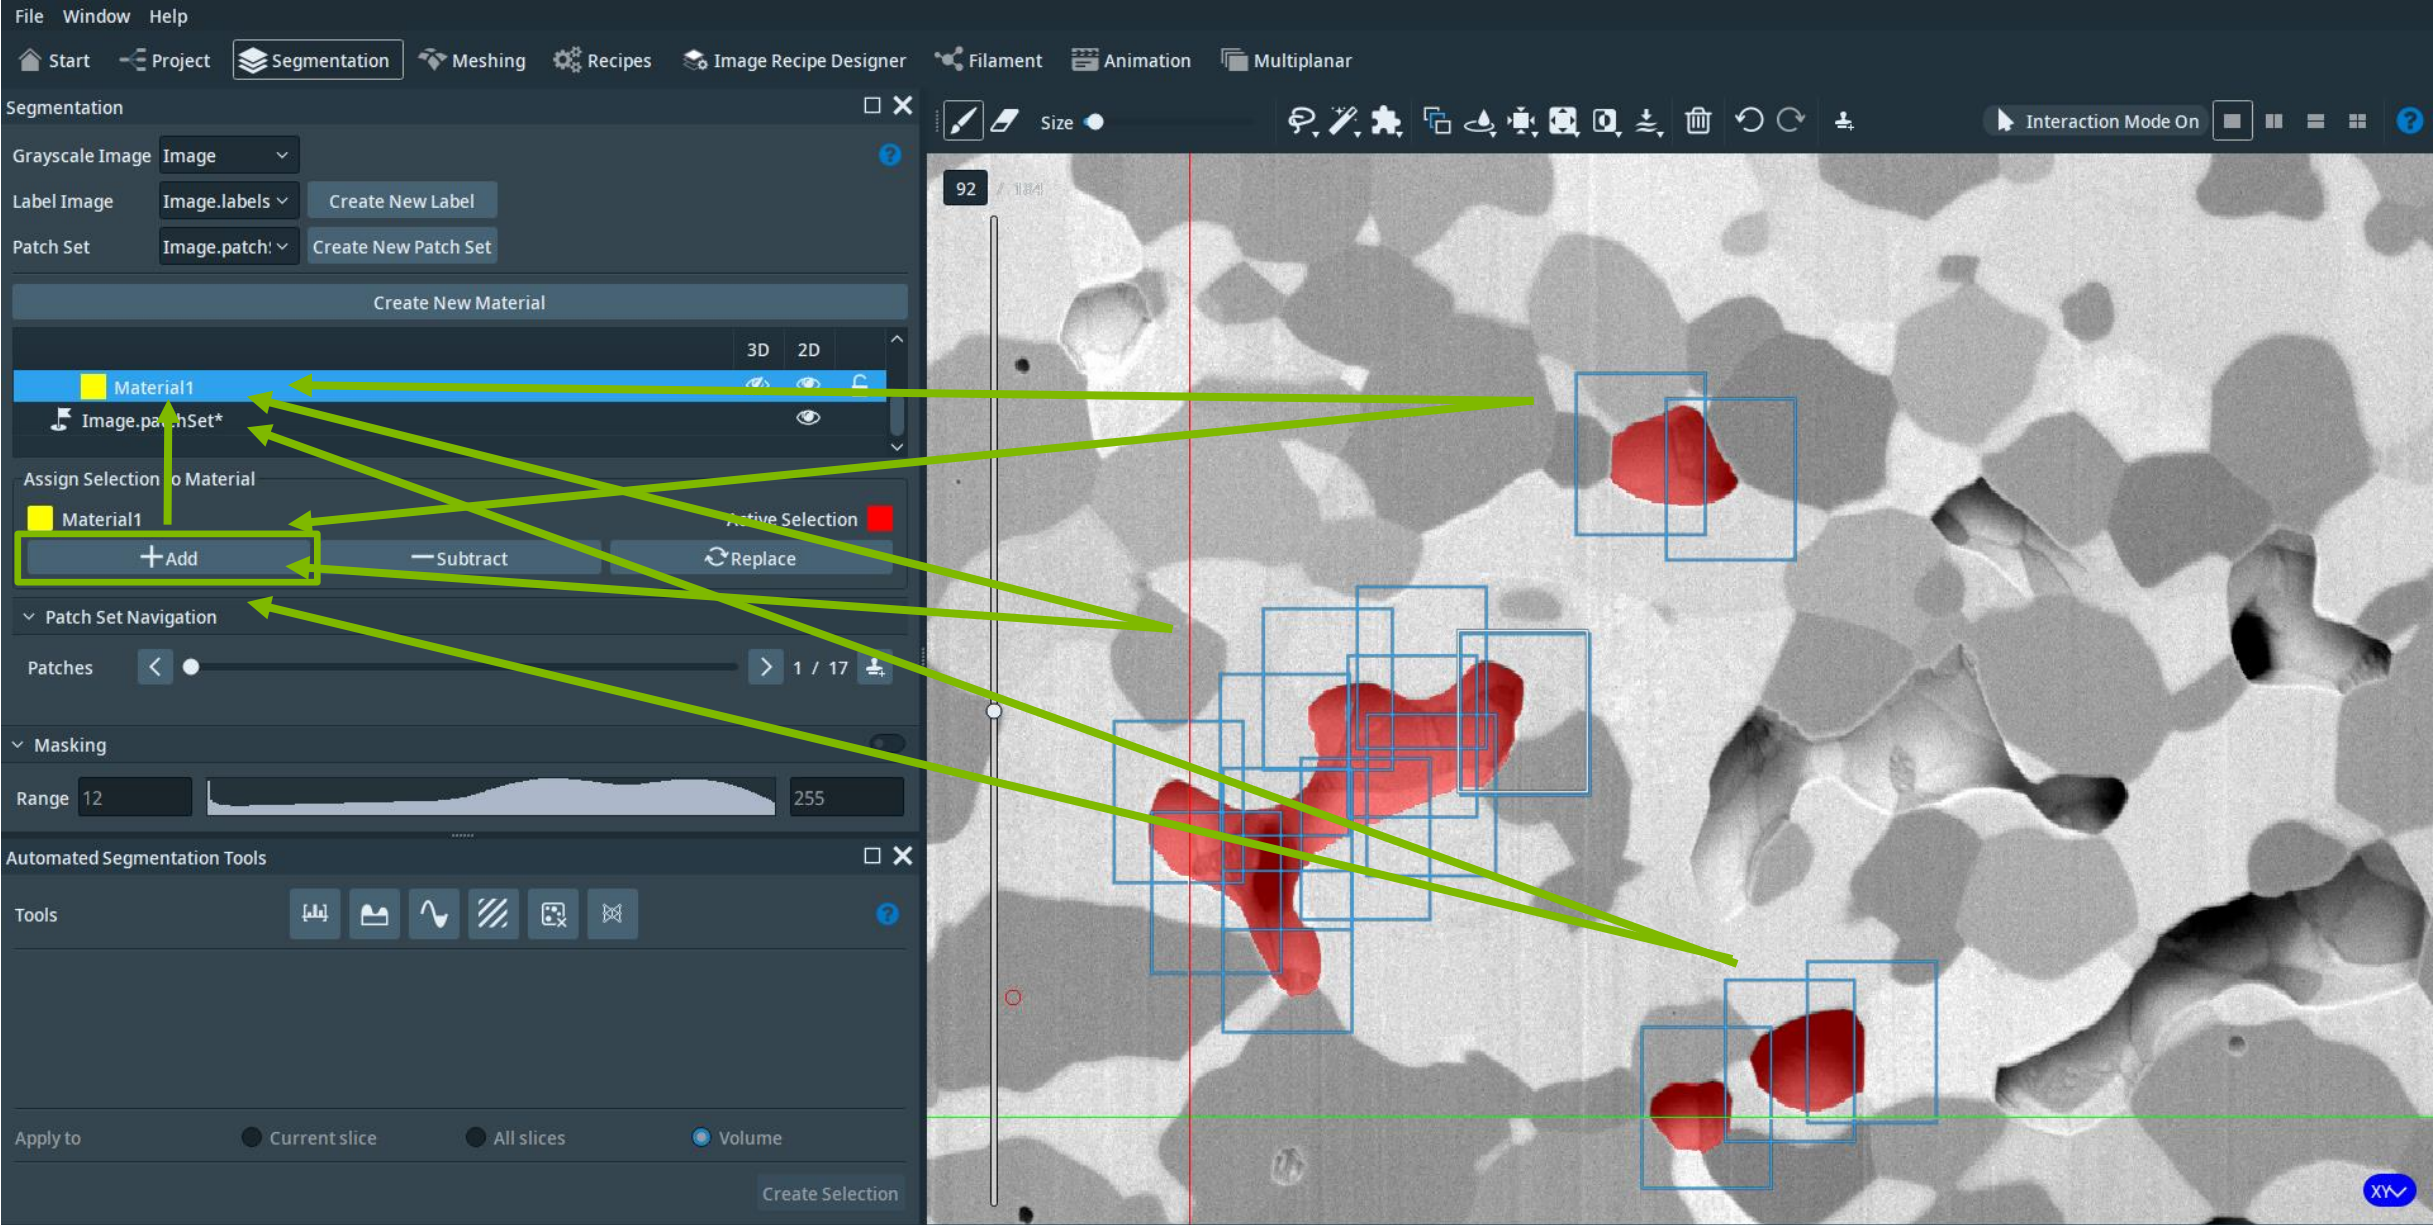 File Window Help
Start Project Segmentation Meshing Recipes Image Recipe Designer Filament Animation Multiplanar
Segmentation
Size
Interaction Mode On
Grayscale Image Image
Label Image Image.labels Create New Label
92 / 184
Patch Set Image.patch Create New Patch Set
Create New Material
3D 2D
Material1
Image.patchSet*
Assign Selection to Material
Material1 Active Selection
Add Subtract Replace
Patch Set Navigation
Patches 1 / 17
Masking
Range 12 255
Automated Segmentation Tools
Tools
Apply to Current slice All slices Volume
Create Selection
XY